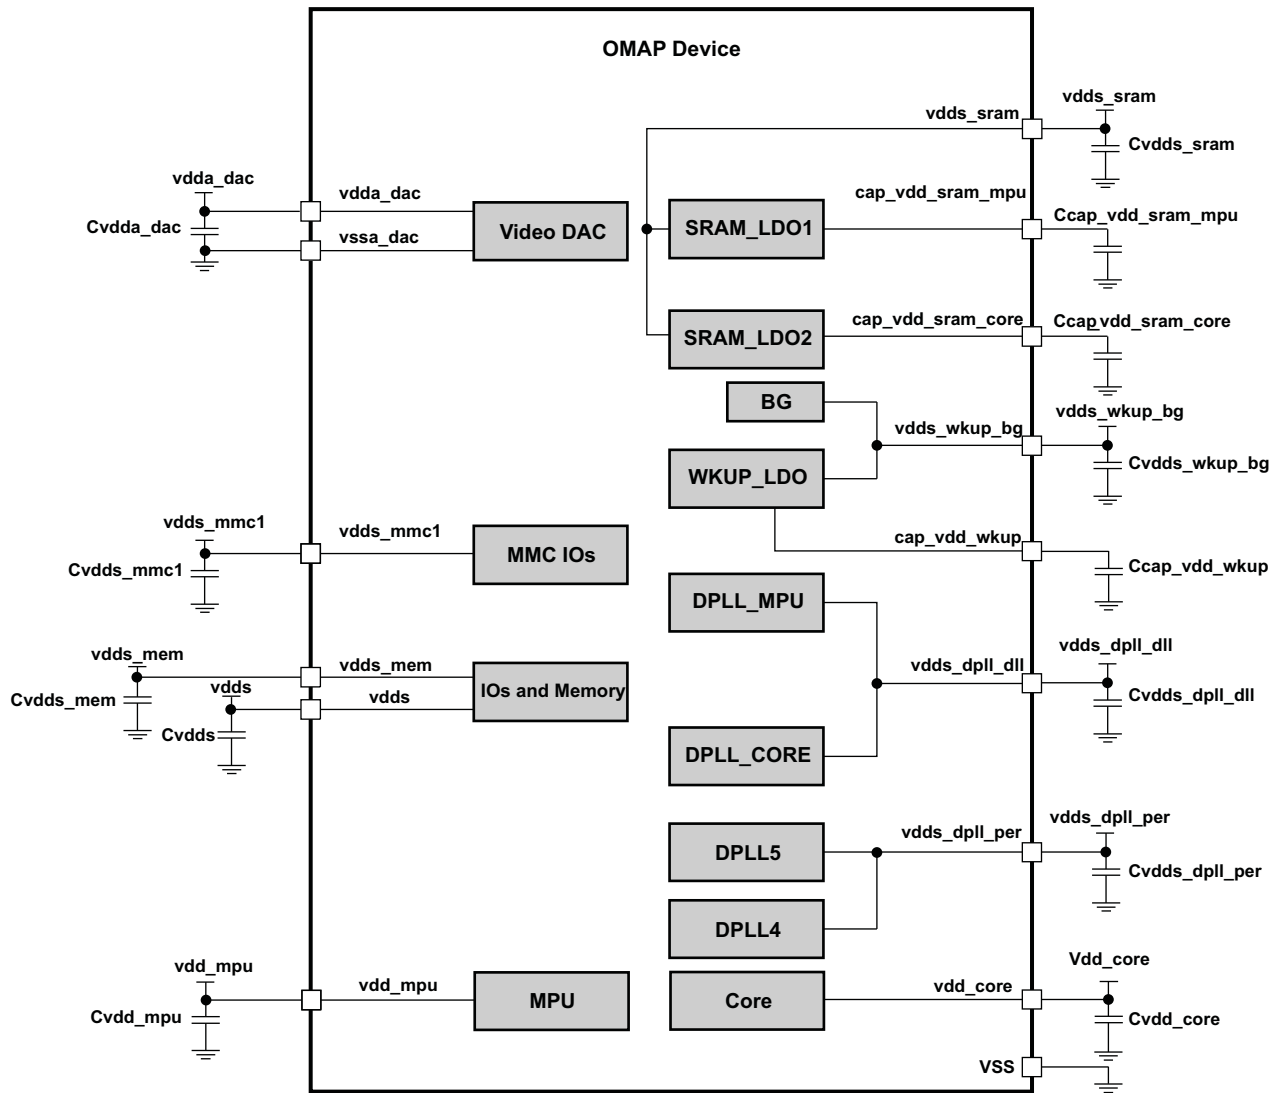 OMAP Device
vdds_sram
vdds_sram
Cvdds_sram
vdda_dac
vdda_dac
Cvdda_dac
vssa_dac
Video DAC
SRAM_LDO1
cap_vdd_sram_mpu
Ccap_vdd_sram_mpu
SRAM_LDO2
cap_vdd_sram_core
Ccap vdd_sram_core
BG
vdds_wkup_bg
vdds_wkup_bg
Cvdds_wkup_bg
WKUP_LDO
vdds_mmc1
vdds_mmc1
Cvdds_mmc1
MMC IOs
cap_vdd_wkup
Ccap_vdd_wkup
DPLL_MPU
vdds_mem
vdds_mem
Cvdds_mem
vdds
vdds
Cvdds
IOs and Memory
vdds_dpll_dll
vdds_dpll_dll
Cvdds_dpll_dll
DPLL_CORE
DPLL5
vdds_dpll_per
vdds_dpll_per
Cvdds_dpll_per
DPLL4
vdd_mpu
vdd_mpu
Cvdd_mpu
MPU
Core
vdd_core
Vdd_core
Cvdd_core
VSS